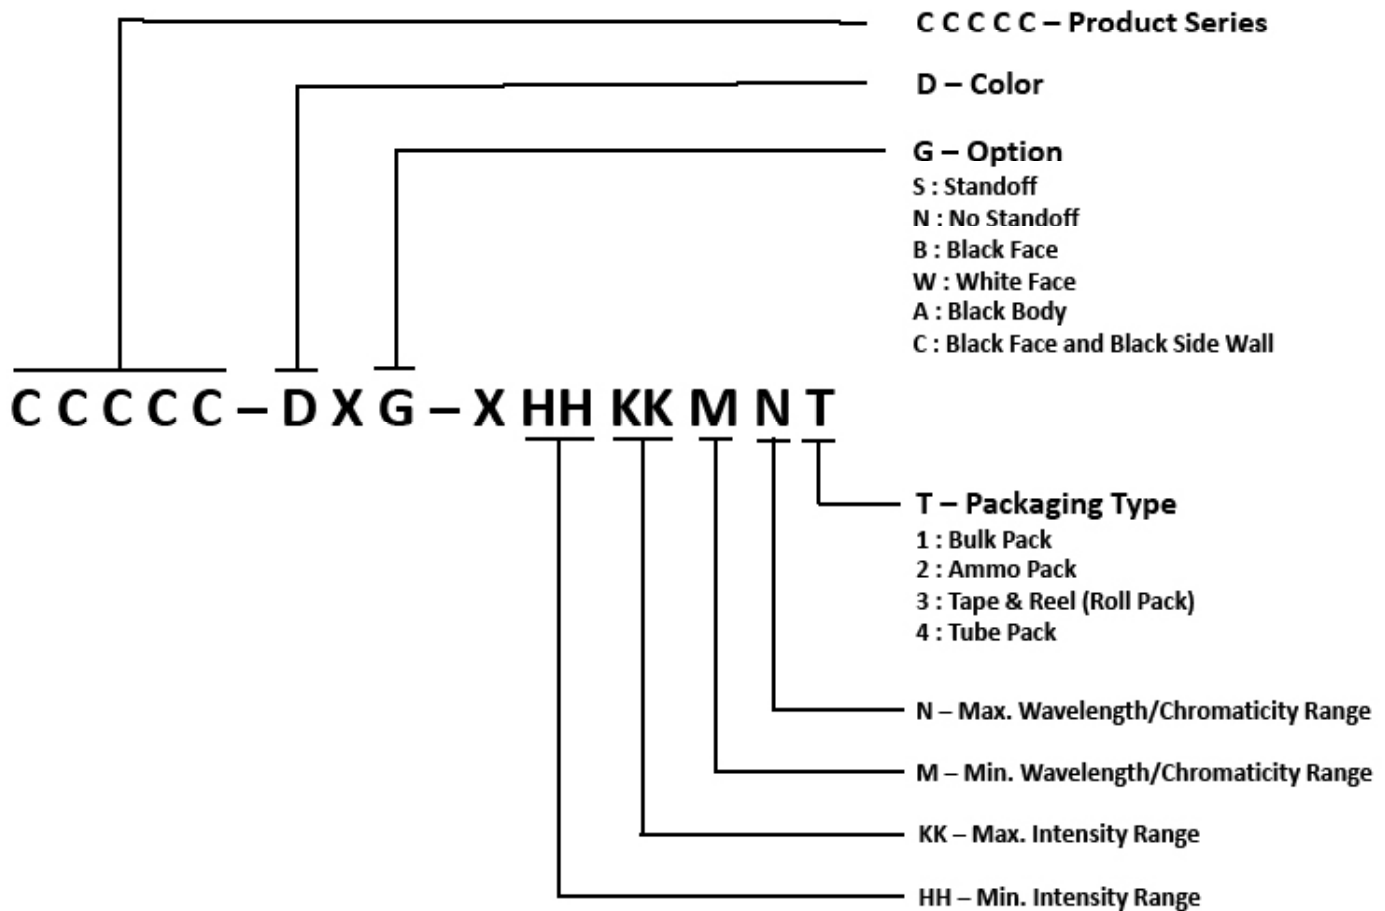 C C C C C – Product Series
D – Color
G – Option
S : Standoff
N : No Standoff
B : Black Face
W : White Face
A : Black Body
C : Black Face and Black Side Wall
C C C C C – D X G – X HH KK M N T
T – Packaging Type
1 : Bulk Pack
2 : Ammo Pack
3 : Tape & Reel (Roll Pack)
4 : Tube Pack
N – Max. Wavelength/Chromaticity Range
M – Min. Wavelength/Chromaticity Range
KK – Max. Intensity Range
HH – Min. Intensity Range